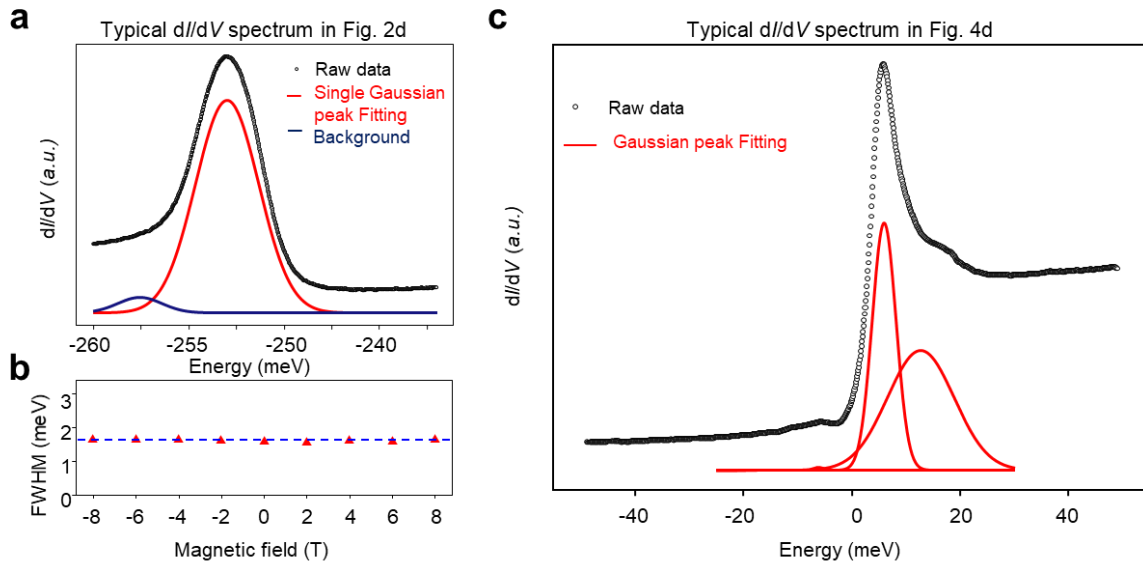 a
Typical dI/dV spectrum in Fig. 2d
Raw data
Single Gaussian
peak Fitting
Background
dI/dV (a.u.)
-260 -255 -250 -240
Energy (meV)
b
FWHM (meV)
3
2
1
0
-8 -6 -4 -2 0 2 4 6 8
Magnetic field (T)
c
Typical dI/dV spectrum in Fig. 4d
Raw data
Gaussian peak Fitting
dI/dV (a.u.)
-40 -20 0 20 40
Energy (meV)